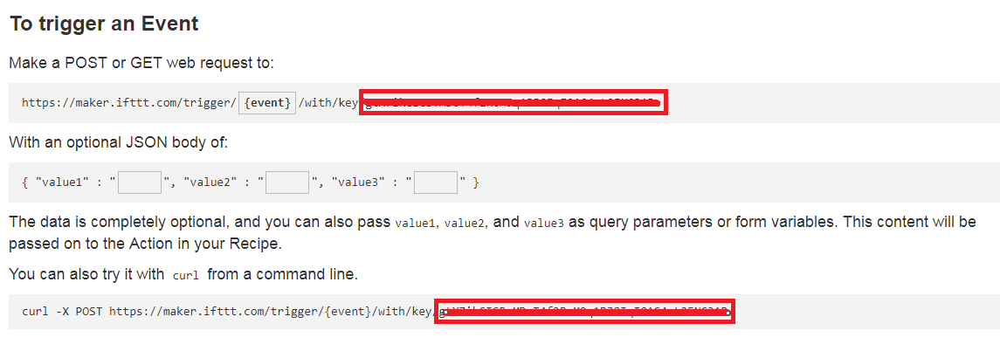 To trigger an Event
Make a POST or GET web request to:
https://maker.ifttt.com/trigger/ {event} /with/key/
With an optional JSON body of:
{ "value1" : "", "value2" : "", "value3" : "" }
The data is completely optional, and you can also pass value1, value2, and value3 as query parameters or form variables. This content will be
passed on to the Action in your Recipe.
You can also try it with curl from a command line.
curl -X POST https://maker.ifttt.com/trigger/{event}/with/key/